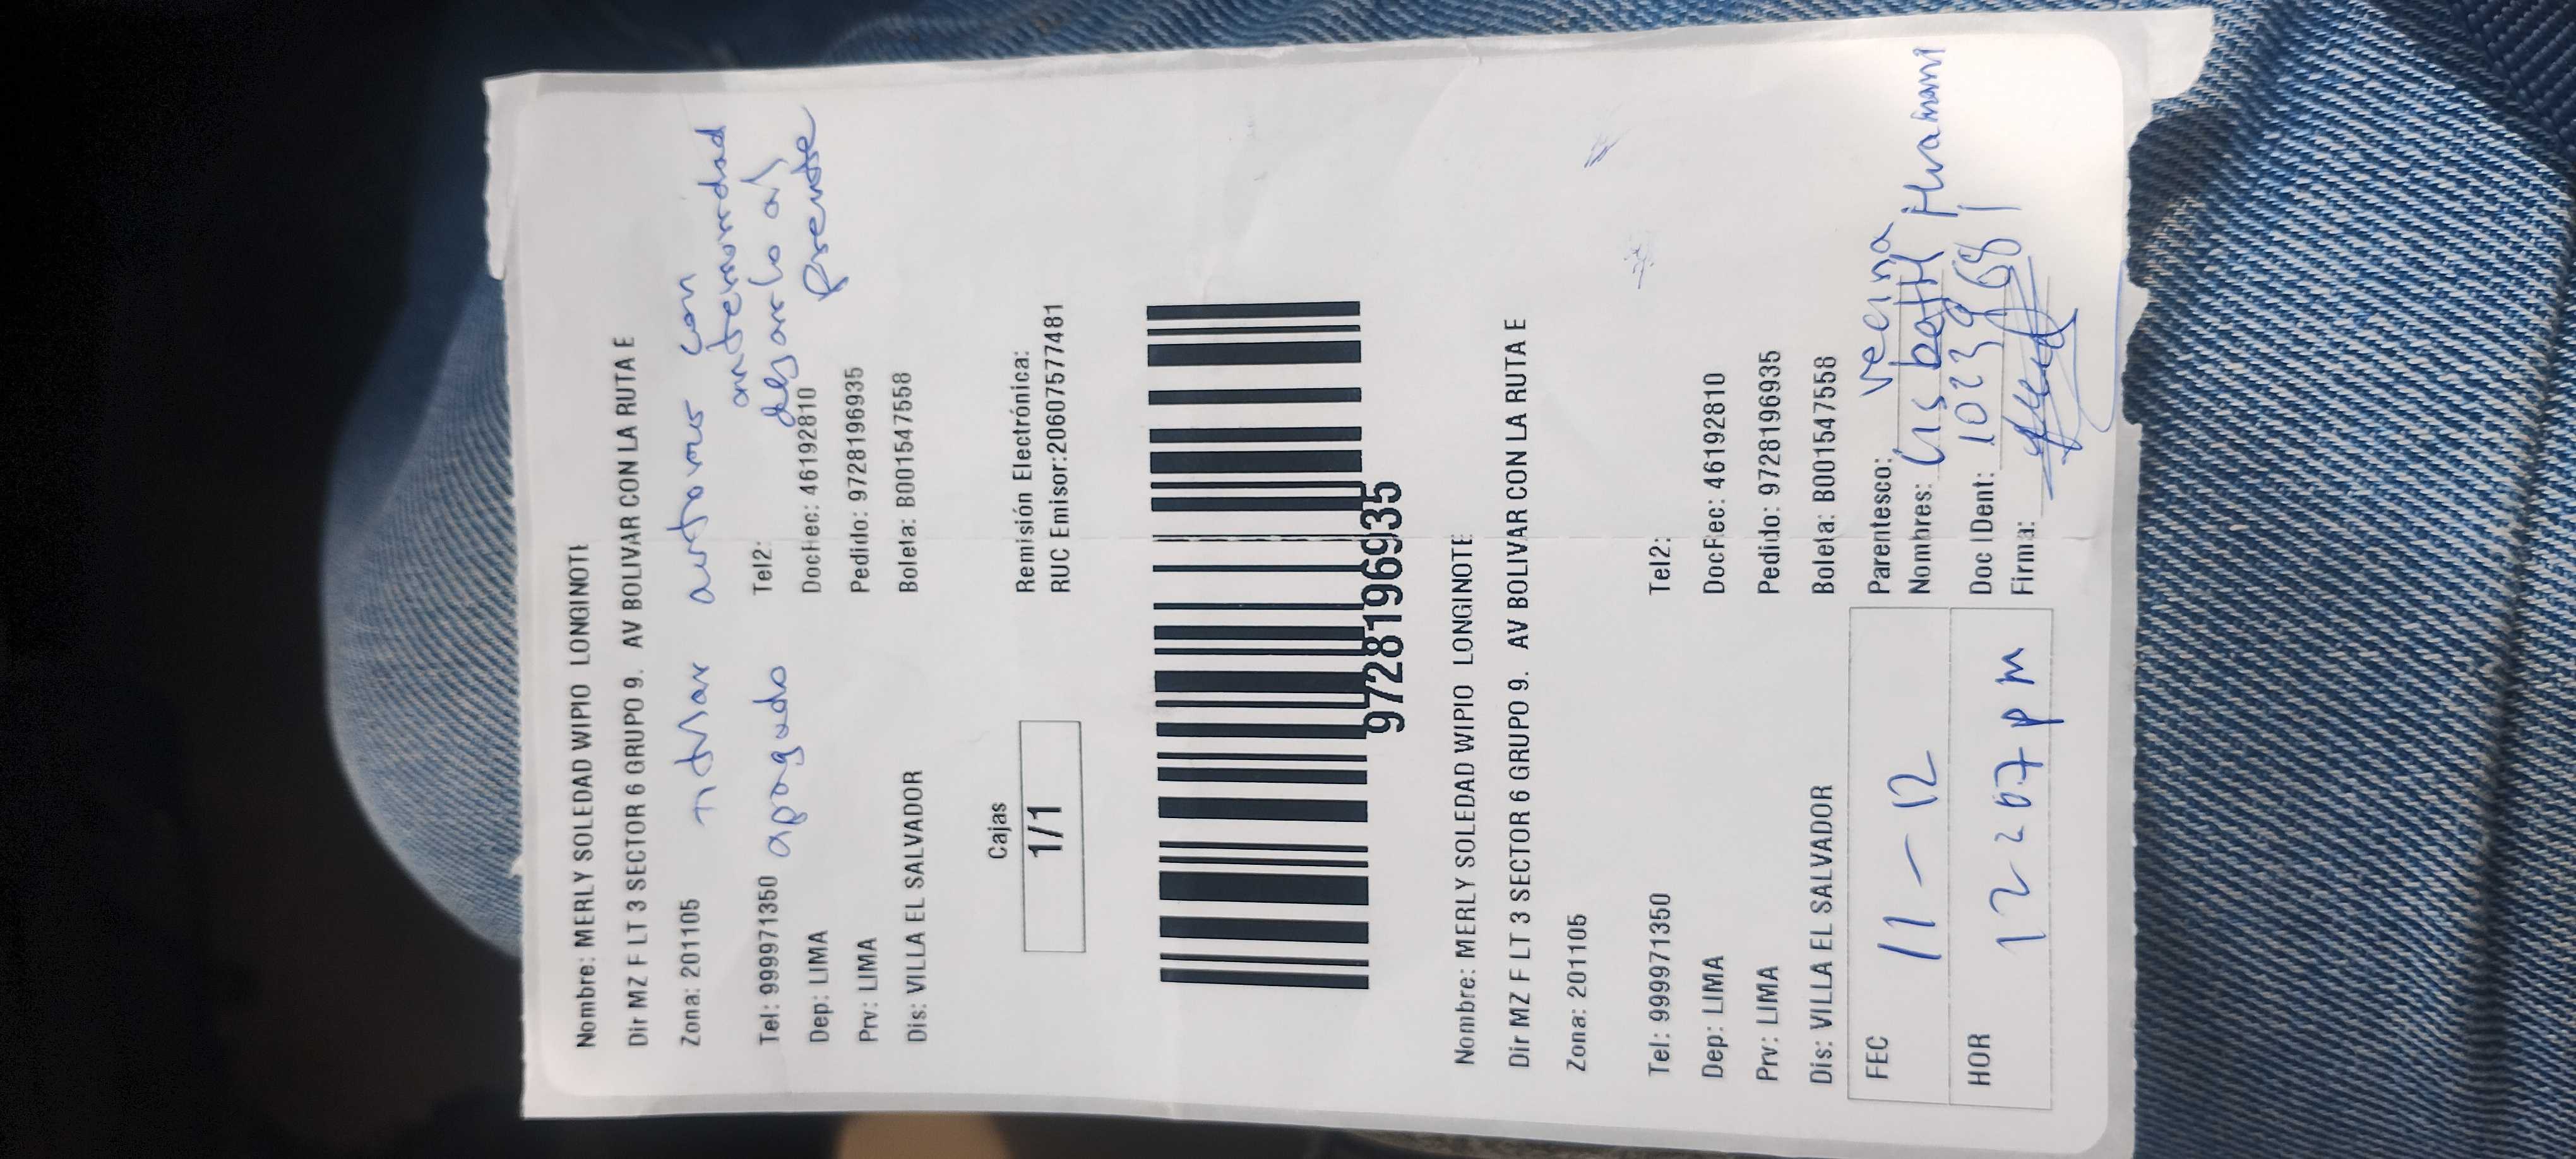 Nombre: MERLY SOLEDAD WIPIO LONGINOTE
Dir MZ F LT 3 SECTOR 6 GRUPO 9. AV BOLIVAR CON LA RUTA E
Zona: 201105
titular autorizo con
anterioridad
dejarlo al
presente
Tel: 999971350 apagado Tel2:
Dep: LIMA DocRec: 46192810
Prv: LIMA Pedido: 972819693​5
Dis: VILLA EL SALVADOR Boleta: B001547558
Cajas
1/1
Remisión Electrónica:
RUC Emisor:20607577481
9728196935
Nombre: MERLY SOLEDAD WIPIO LONGINOTE
Dir MZ F LT 3 SECTOR 6 GRUPO 9. AV BOLIVAR CON LA RUTA E
Zona: 201105
Tel: 999971350 Tel2:
Dep: LIMA DocRec: 46192810
Prv: LIMA Pedido: 9728196935
Dis: VILLA EL SALVADOR Boleta: B001547558
FEC 11-12
HOR pm
Parentesco: Vecina
Nombres: Lisbeth Huamani
Doc IDent:
Firma: